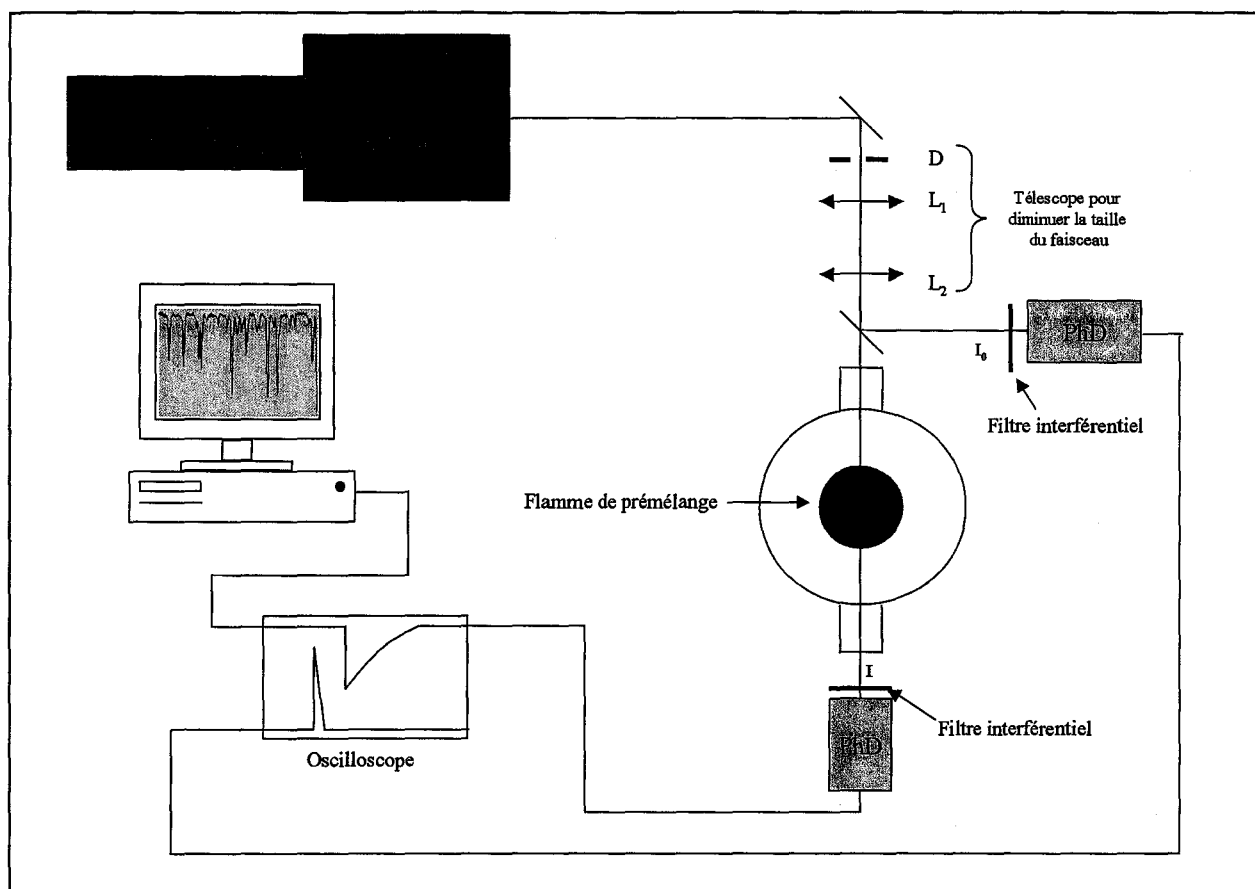 D
L₁
Télescope pour
diminuer la taille
du faisceau
L₂
PhD
I₀
Filtre interférentiel
Flamme de prémélange
I
Filtre interférentiel
PhD
Oscilloscope